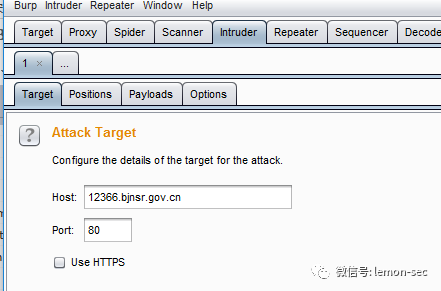 Burp Intruder Repeater Window Help
Target Proxy Spider Scanner Intruder Repeater Sequencer Decode
1 × ...
Target Positions Payloads Options
? Attack Target
Configure the details of the target for the attack.
Host: 12366.bjnsr.gov.cn
Port: 80
Use HTTPS
微信号: lemon-sec